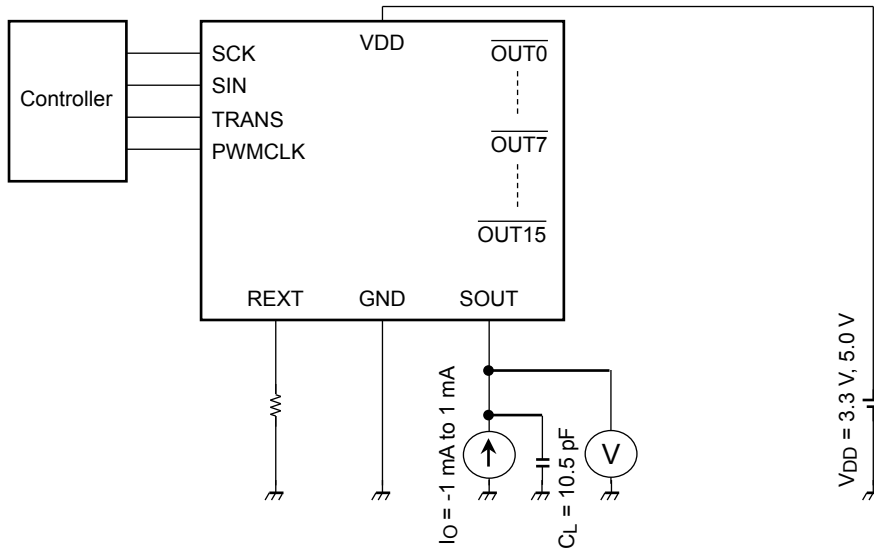 Controller
SCK
SIN
TRANS
PWMCLK
VDD
OUT0
OUT7
OUT15
REXT
GND
SOUT
IO = -1 mA to 1 mA
CL = 10.5 pF
V
VDD = 3.3 V, 5.0 V